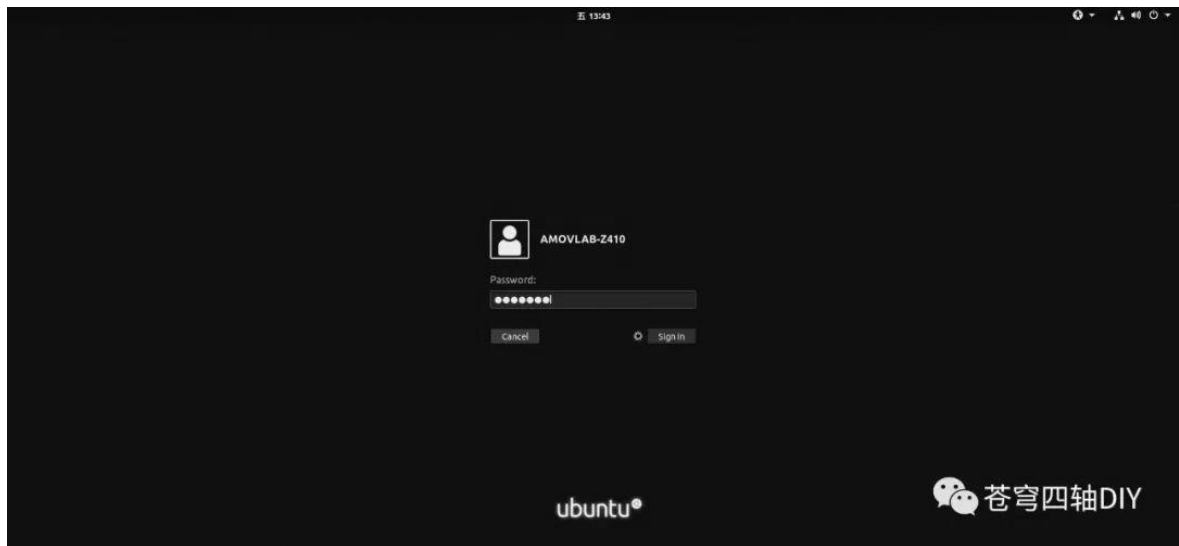 五 13:43
AMOVLAB-Z410
Password:
Cancel
Sign In
ubuntu
苍穹四轴DIY